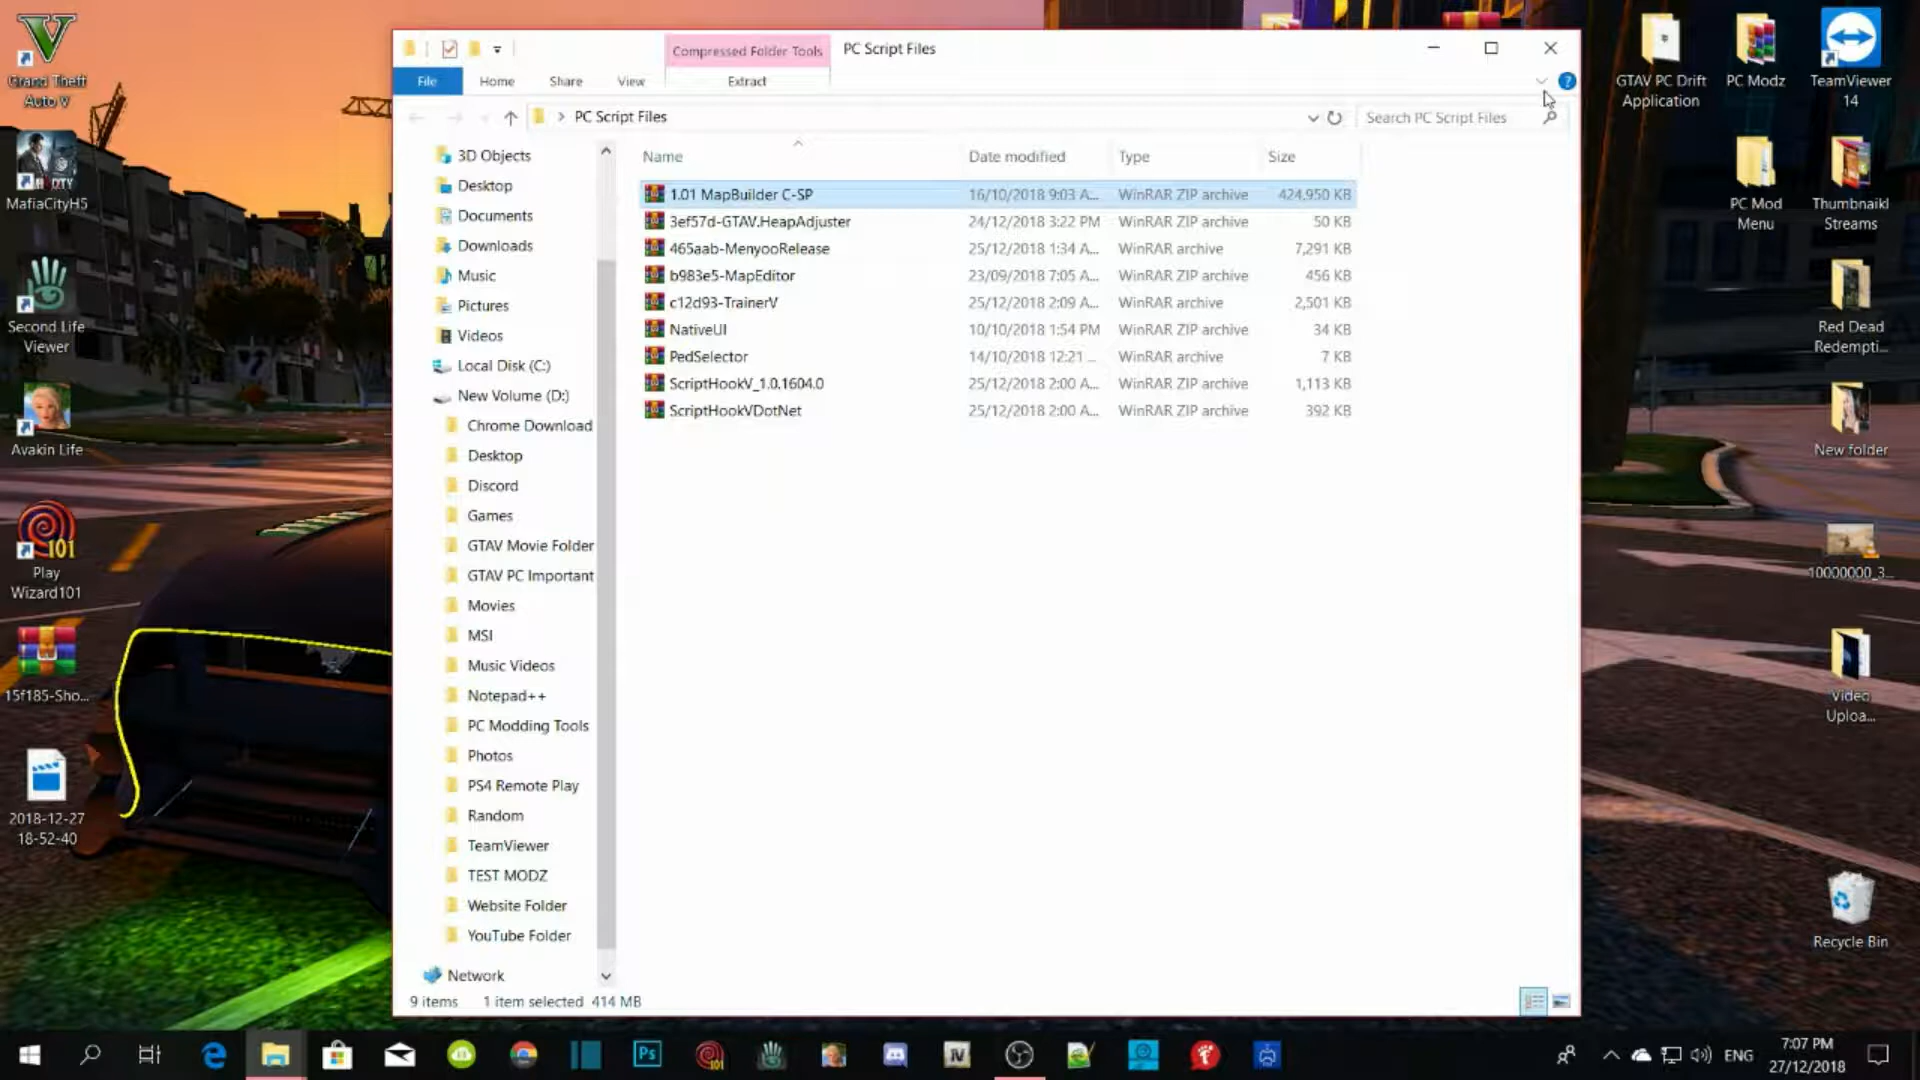 Grand Theft
Auto V
MafiaCityH5
Second Life
Viewer
Avakin Life
Play
Wizard101
15f185-Sho...
2018-12-27
18-52-40
Compressed Folder Tools
PC Script Files
File
Home
Share
View
Extract
PC Script Files
Search PC Script Files
3D Objects
Desktop
Documents
Downloads
Music
Pictures
Videos
Local Disk (C:)
New Volume (D:)
Chrome Download
Desktop
Discord
Games
GTAV Movie Folder
GTAV PC Important
Movies
MSI
Music Videos
Notepad++
PC Modding Tools
Photos
PS4 Remote Play
Random
TeamViewer
TEST MODZ
Website Folder
YouTube Folder
Network
Name Date modified Type Size
1.01 MapBuilder C-SP 16/10/2018 9:03 A... WinRAR ZIP archive 424,950 KB
3ef57d-GTAV.HeapAdjuster 24/12/2018 3:22 PM WinRAR ZIP archive 50 KB
465aab-MenyooRelease 25/12/2018 1:34 A... WinRAR archive 7,291 KB
b983e5-MapEditor 23/09/2018 7:05 A... WinRAR ZIP archive 456 KB
c12d93-TrainerV 25/12/2018 2:09 A... WinRAR archive 2,501 KB
NativeUI 10/10/2018 1:54 PM WinRAR ZIP archive 34 KB
PedSelector 14/10/2018 12:21 ... WinRAR archive 7 KB
ScriptHookV_1.0.1604.0 25/12/2018 2:00 A... WinRAR ZIP archive 1,113 KB
ScriptHookVDotNet 25/12/2018 2:00 A... WinRAR ZIP archive 392 KB
9 items 1 item selected 414 MB
GTAV PC Drift
Application
PC Modz
TeamViewer
14
PC Mod
Menu
Thumbnaikl
Streams
Red Dead
Redempti...
New folder
10000000_3...
Video
Uploa...
Recycle Bin
Ps
101
IV
ENG
7:07 PM
27/12/2018